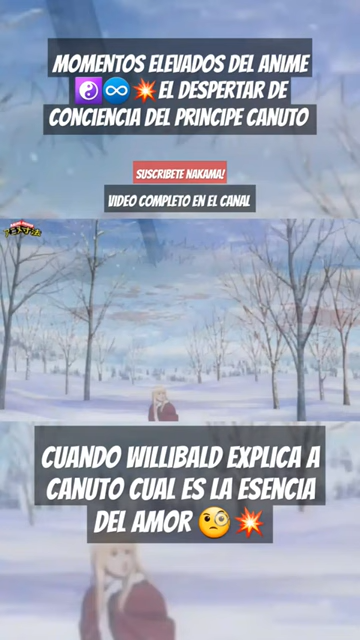 MOMENTOS ELEVADOS DEL ANIME
☯️♾️💥 EL DESPERTAR DE
CONCIENCIA DEL PRINCIPE CANUTO
SUSCRIBETE NAKAMA!
VIDEO COMPLETO EN EL CANAL
CUANDO WILLIBALD EXPLICA A
CANUTO CUAL ES LA ESENCIA
DEL AMOR 🧐💥